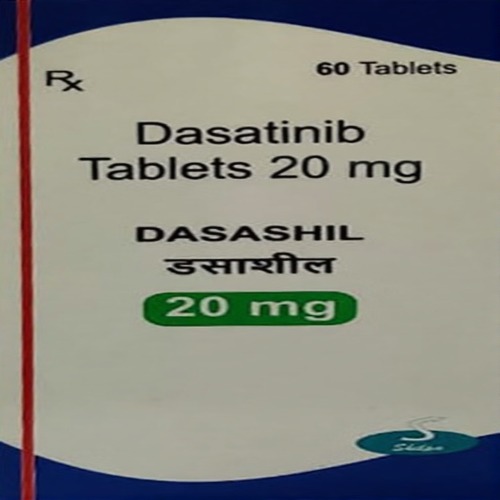 Rx
60 Tablets
Dasatinib
Tablets 20 mg
DASASHIL
डसाशील
20 mg
Shilpa